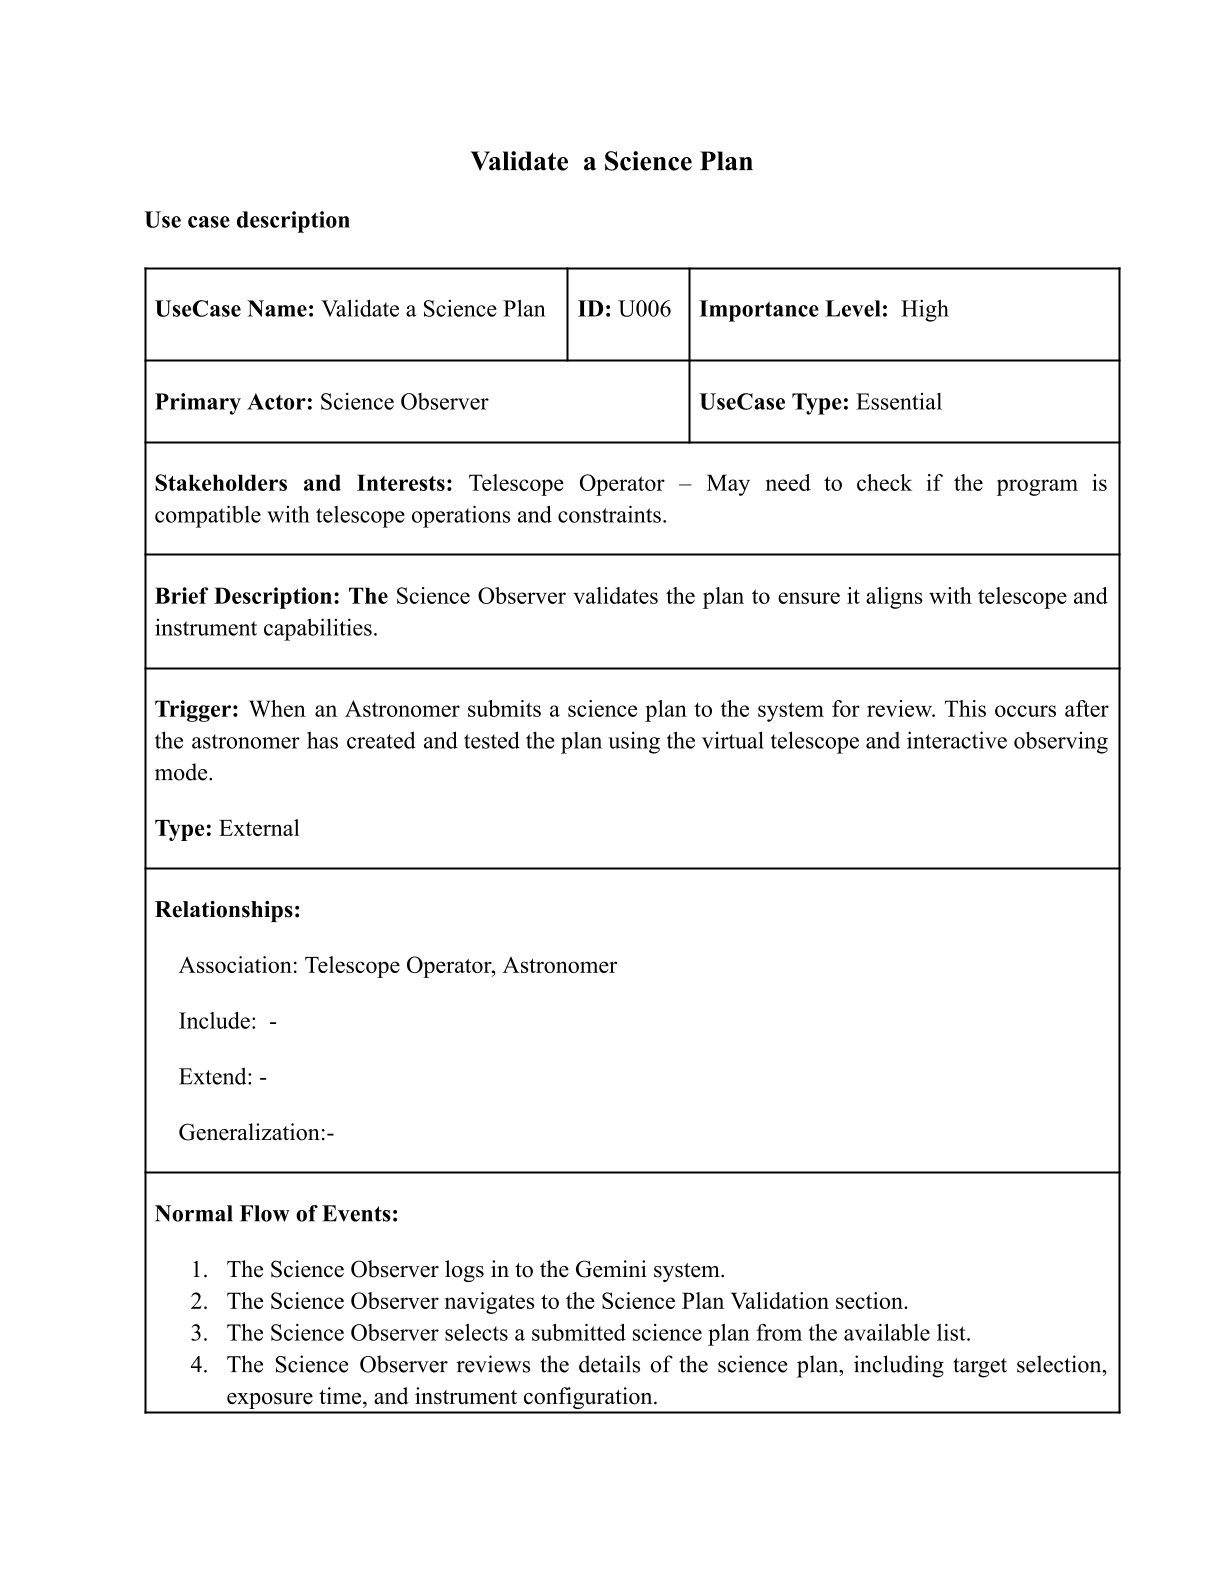 Validate  a Science Plan
Use case description
UseCase Name: Validate a Science Plan
ID: U006
Importance Level:  High
Primary Actor: Science Observer
UseCase Type: Essential
Stakeholders and Interests: Telescope Operator – May need to check if the program is
compatible with telescope operations and constraints.
Brief Description: The Science Observer validates the plan to ensure it aligns with telescope and
instrument capabilities.
Trigger: When an Astronomer submits a science plan to the system for review. This occurs after
the astronomer has created and tested the plan using the virtual telescope and interactive observing
mode.
Type: External
Relationships:
Association: Telescope Operator, Astronomer
Include:  -
Extend: -
Generalization:-
Normal Flow of Events:
1. The Science Observer logs in to the Gemini system.
2. The Science Observer navigates to the Science Plan Validation section.
3. The Science Observer selects a submitted science plan from the available list.
4. The Science Observer reviews the details of the science plan, including target selection,
exposure time, and instrument configuration.